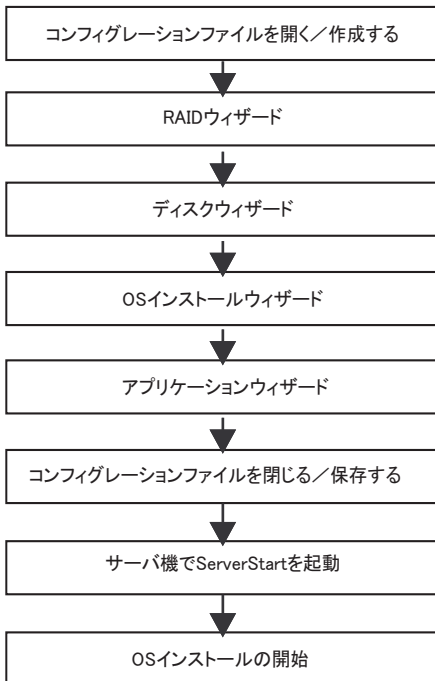 コンフィグレーションファイルを開く／作成する
RAIDウィザード
ディスクウィザード
OSインストールウィザード
アプリケーションウィザード
コンフィグレーションファイルを閉じる／保存する
サーバ機でServerStartを起動
OSインストールの開始